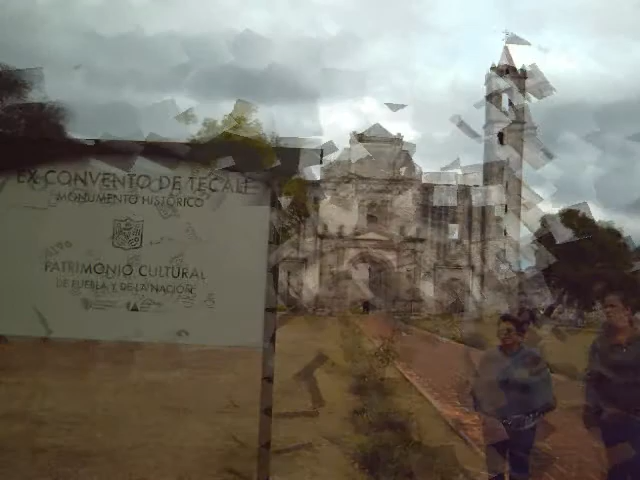 EX CONVENTO DE TECALI
MONUMENTO HISTÓRICO
PATRIMONIO CULTURAL
DE PUEBLA Y DE LA NACIÓN